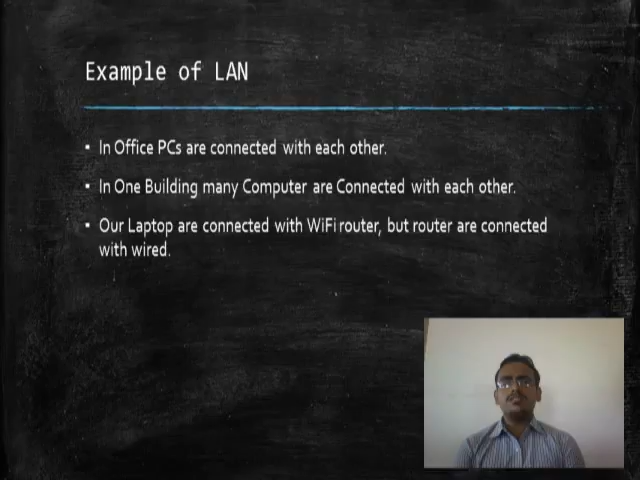 Example of LAN
▪ In Office PCs are connected with each other.
▪ In One Building many Computer are Connected with each other.
▪ Our Laptop are connected with WiFi router, but router are connected
with wired.